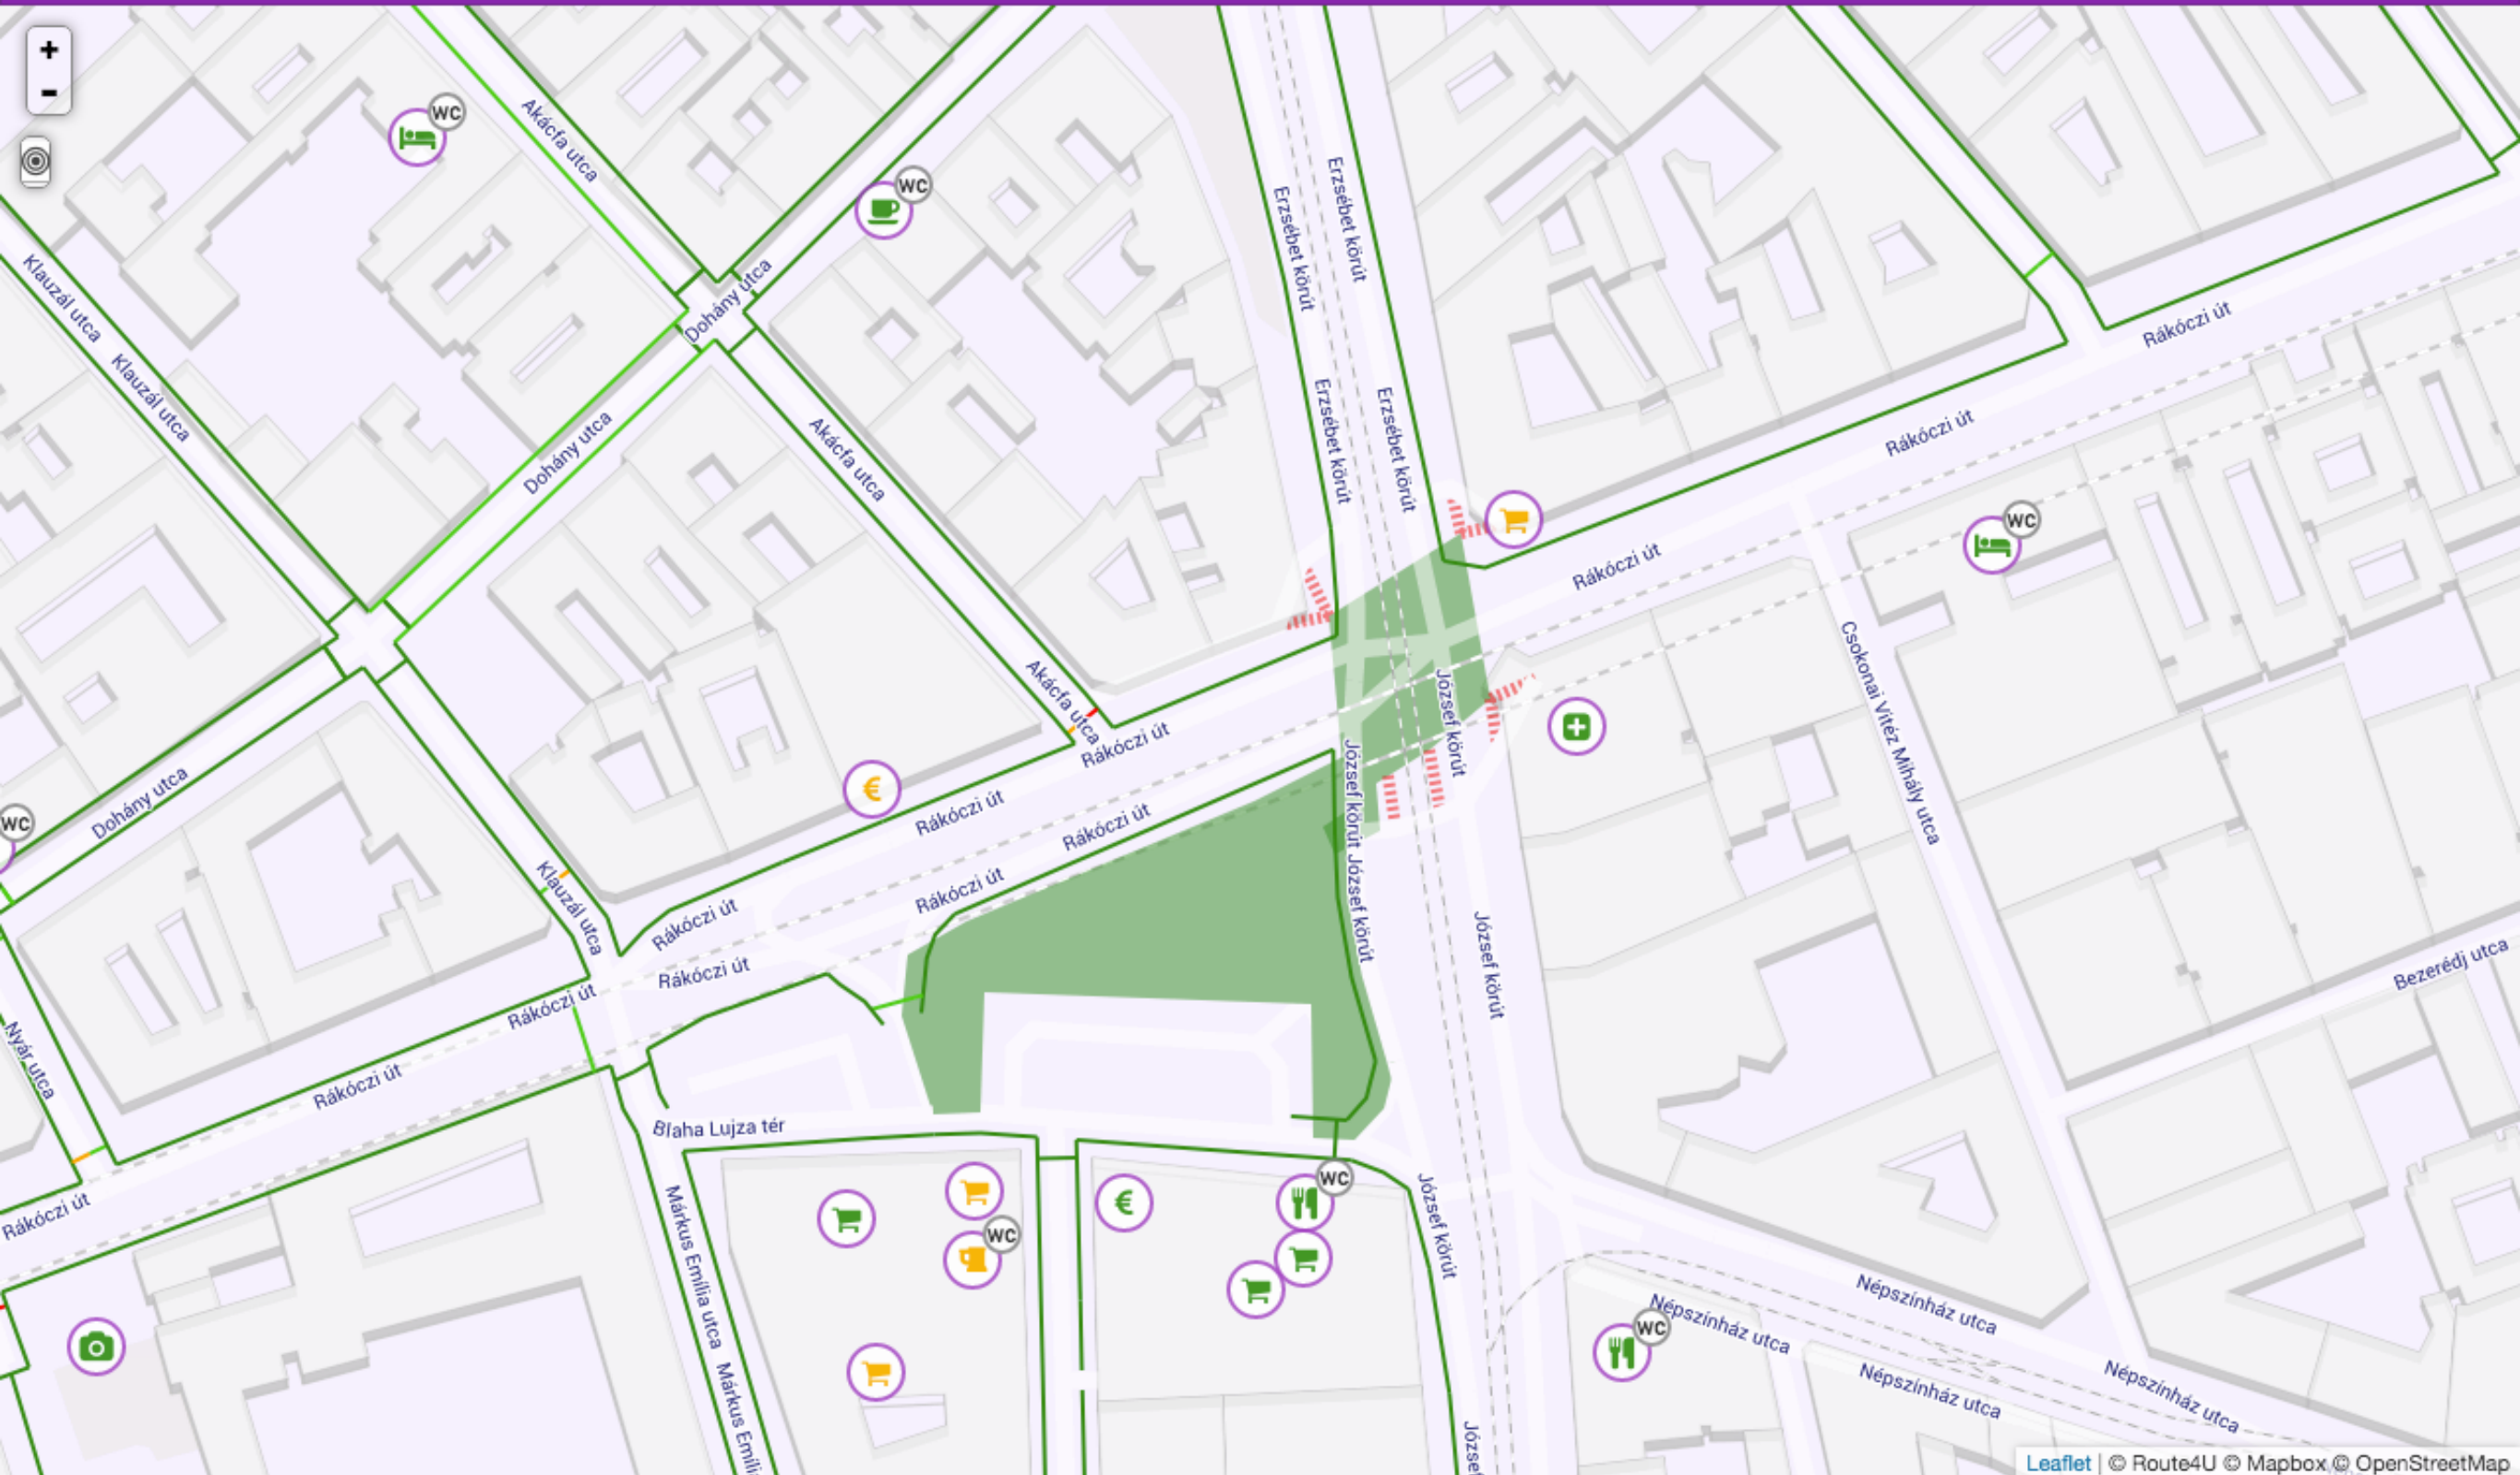 +
-
WC
Akácfa utca
WC
Erzsébet körút
Erzsébet körút
Klauzál utca
Dohány utca
Klauzál utca
Rákóczi út
Erzsébet körút
Erzsébet körút
Dohány utca
Akácfa utca
Rákóczi út
WC
Rákóczi út
Akácfa utca
József körút
Csokonai Vitéz Mihály utca
Rákóczi út
€
Dohány utca
WC
Rákóczi út
Rákóczi út
József körút
József körút
Klauzál utca
Rákóczi út
Rákóczi út
Rákóczi út
József körút
Bezerédj utca
Rákóczi út
Nyár utca
Rákóczi út
Blaha Lujza tér
WC
€
Rákóczi út
WC
Márkus Emília utca
József körút
Népszínház utca
Népszínház utca
WC
Népszínház utca
Népszínház utca
Márkus Emíli
József
Leaflet | © Route4U © Mapbox © OpenStreetMap